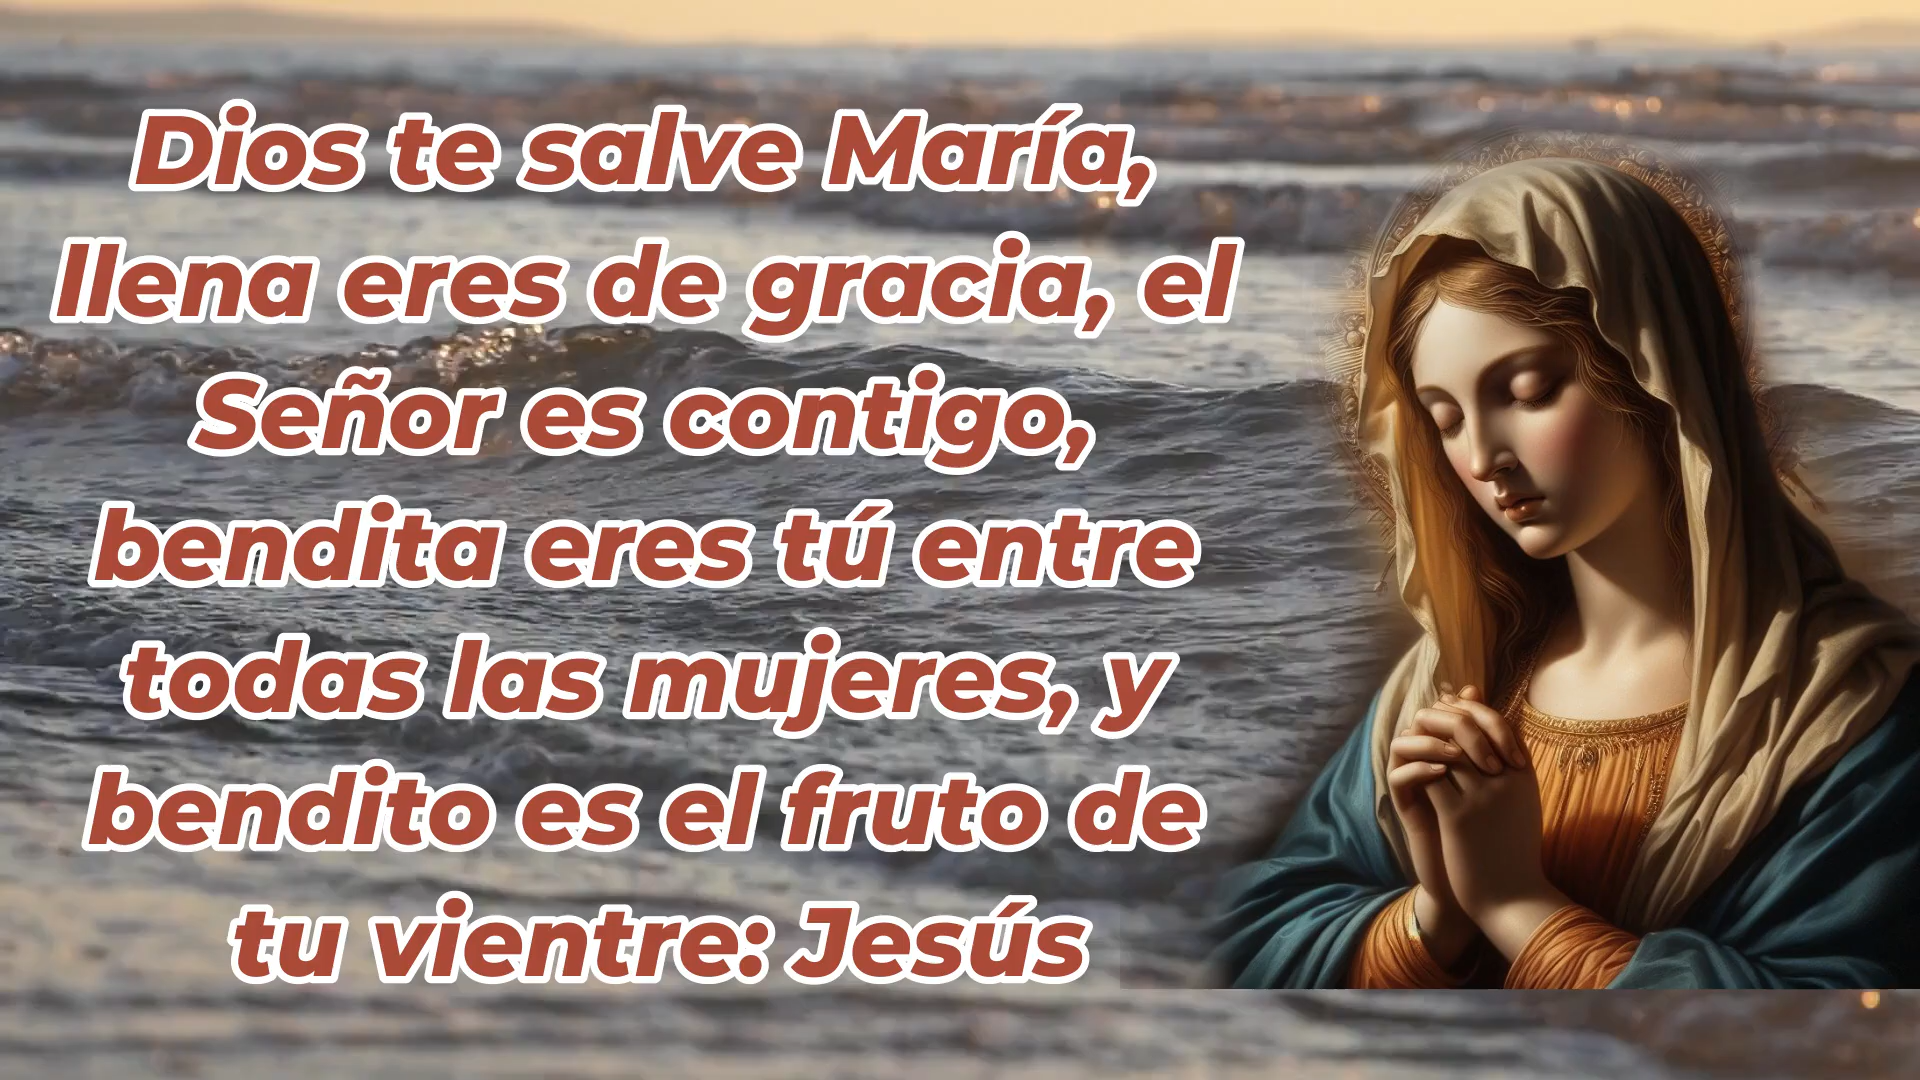 Dios te salve María,
llena eres de gracia, el
Señor es contigo,
bendita eres tú entre
todas las mujeres, y
bendito es el fruto de
tu vientre: Jesús